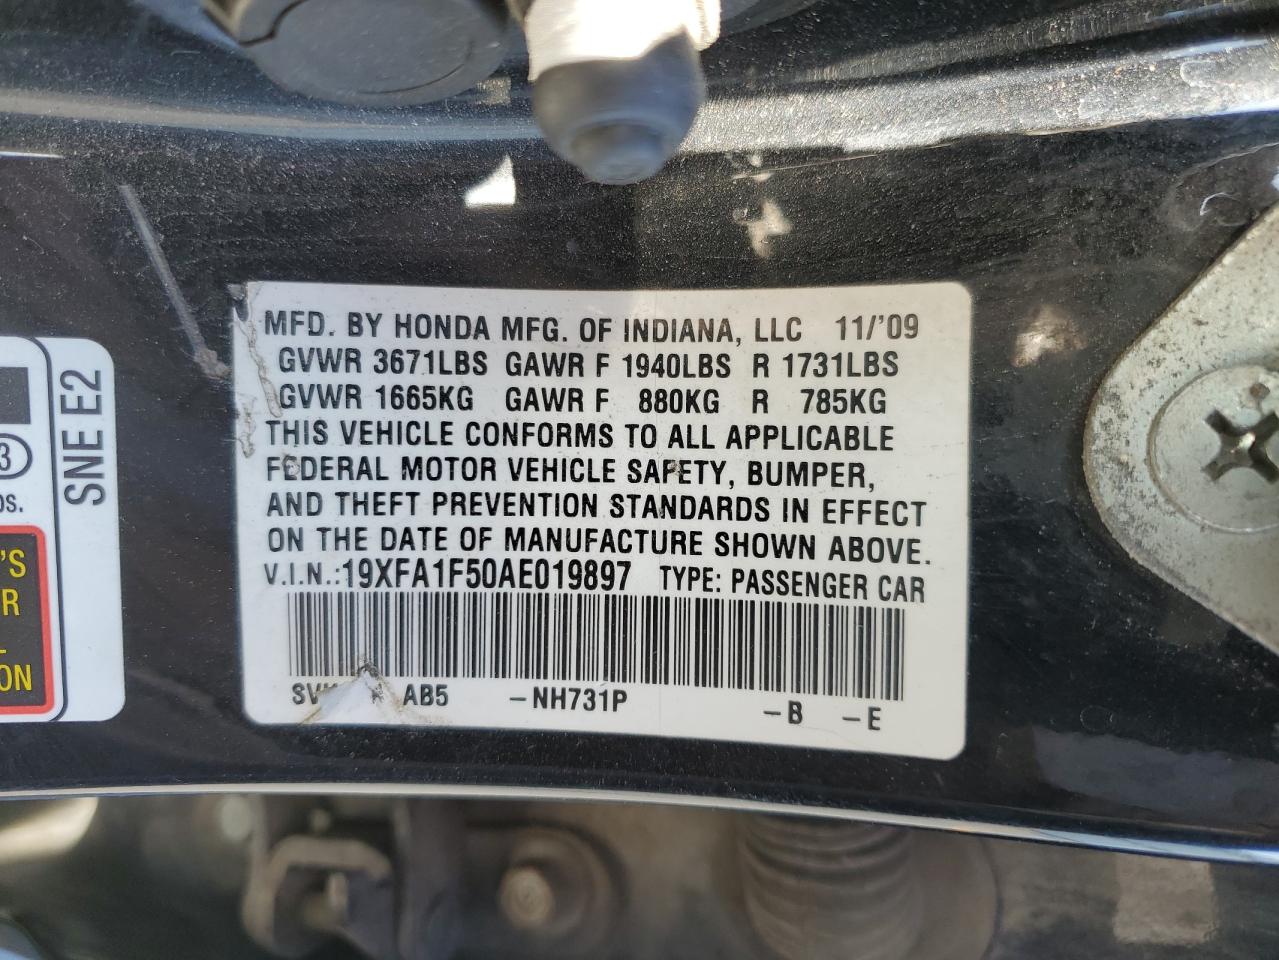 MFD. BY HONDA MFG. OF INDIANA, LLC 11/'09
GVWR 3671LBS GAWR F 1940LBS R 1731LBS
GVWR 1665KG GAWR F 880KG R 785KG
THIS VEHICLE CONFORMS TO ALL APPLICABLE
FEDERAL MOTOR VEHICLE SAFETY, BUMPER,
AND THEFT PREVENTION STANDARDS IN EFFECT
ON THE DATE OF MANUFACTURE SHOWN ABOVE.
V.I.N.:19XFA1F50AE019897 TYPE: PASSENGER CAR
AB5 -NH731P -B -E
SNE E2
3
'S
R
ON